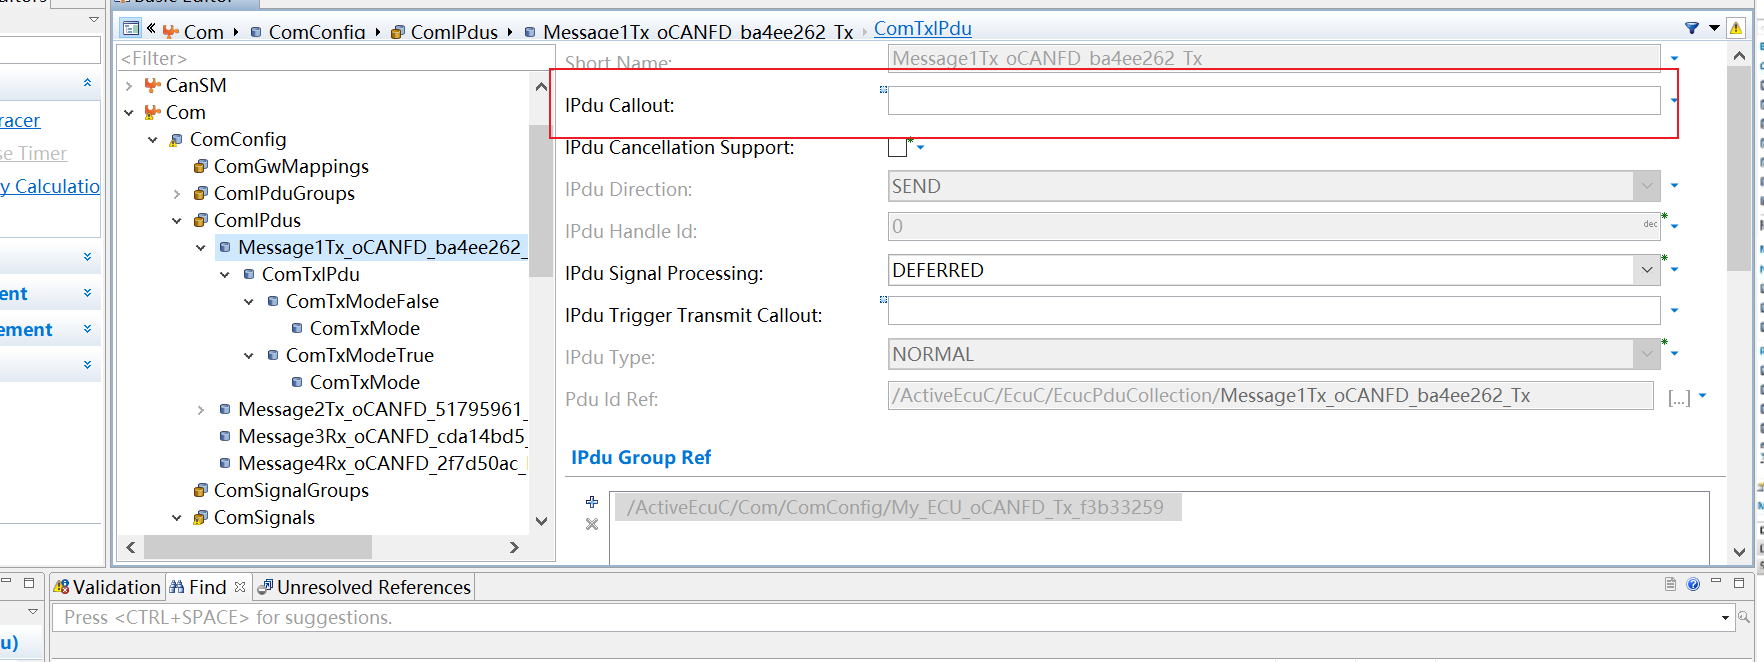 Com
ComConfig
ComIPdus
Message1Tx_oCANFD_ba4ee262_Tx
ComTxIPdu
<Filter>
CanSM
Com
ComConfig
ComGwMappings
ComIPduGroups
ComIPdus
Message1Tx_oCANFD_ba4ee262_
ComTxIPdu
ComTxModeFalse
ComTxMode
ComTxModeTrue
ComTxMode
Message2Tx_oCANFD_51795961_
Message3Rx_oCANFD_cda14bd5_
Message4Rx_oCANFD_2f7d50ac_
ComSignalGroups
ComSignals
racer
se Timer
y Calculatio
ent
ement
u)
Short Name:
Message1Tx_oCANFD_ba4ee262_Tx
IPdu Callout:
IPdu Cancellation Support:
IPdu Direction:
SEND
IPdu Handle Id:
0
dec
IPdu Signal Processing:
DEFERRED
IPdu Trigger Transmit Callout:
IPdu Type:
NORMAL
Pdu Id Ref:
/ActiveEcuC/EcuC/EcucPduCollection/Message1Tx_oCANFD_ba4ee262_Tx
[...]
IPdu Group Ref
/ActiveEcuC/Com/ComConfig/My_ECU_oCANFD_Tx_f3b33259
Validation
Find
Unresolved References
Press <CTRL+SPACE> for suggestions.